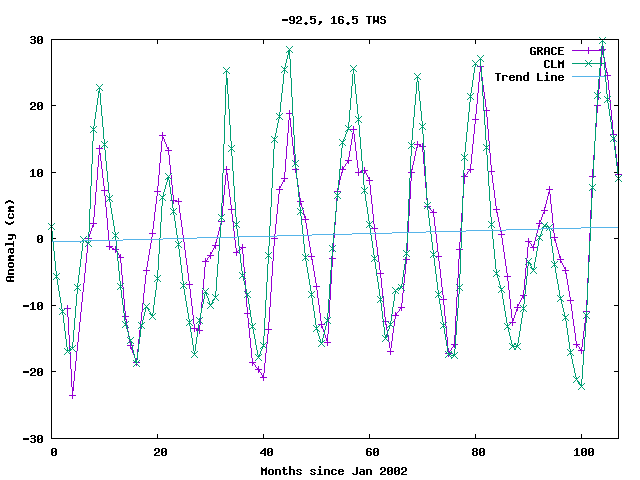 -92.5, 16.5 TWS
GRACE
CLM
Trend Line
30
20
10
0
-10
-20
-30
Anomaly (cm)
0 20 40 60 80 100
Months since Jan 2002